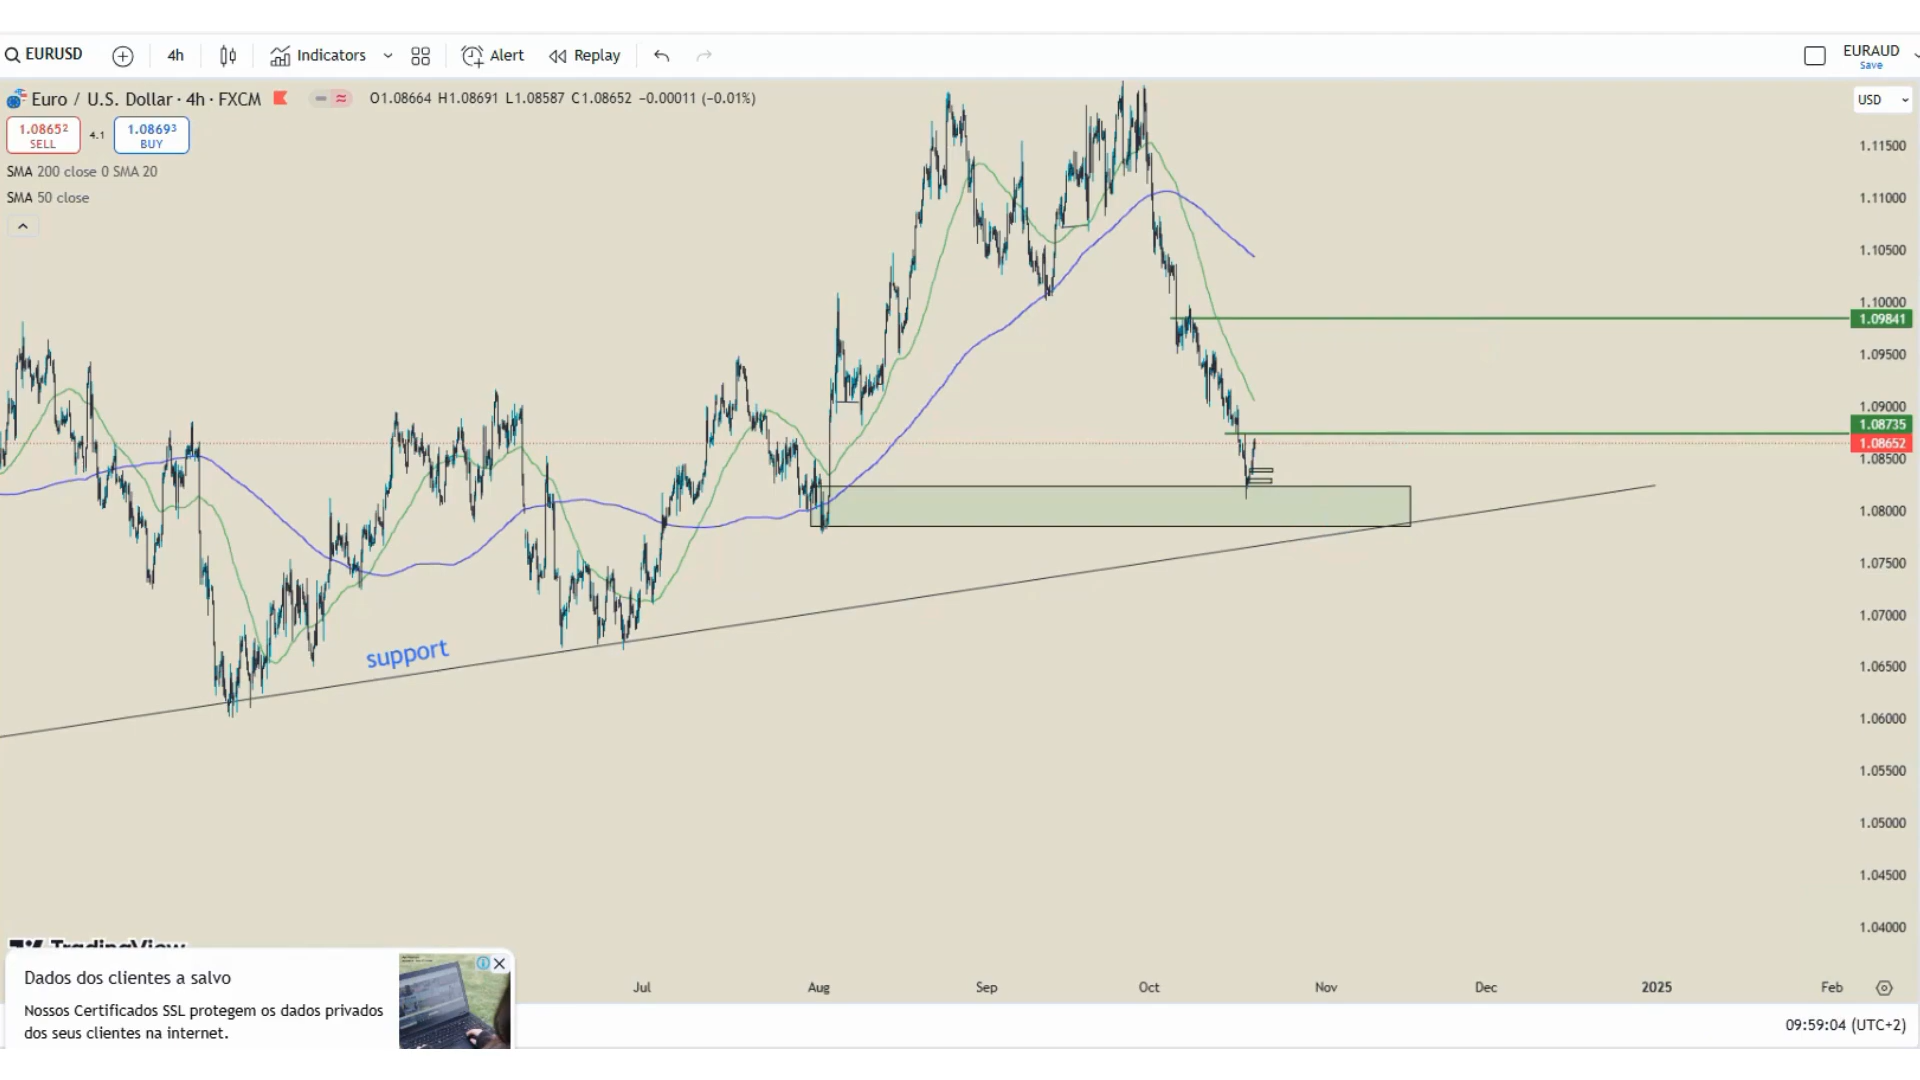 EURUSD 4h Indicators Alert Replay EURAUD
Save
Euro / U.S. Dollar · 4h · FXCM O1.08664 H1.08691 L1.08587 C1.08652 −0.00011 (−0.01%) USD
1.08652 4.1 1.08693
SELL BUY
SMA 200 close 0 SMA 20
SMA 50 close
1.11500
1.11000
1.10500
1.10000
1.09841
1.09500
1.09000
1.08735
1.08652
1.08500
1.08000
1.07500
1.07000
support
1.06500
1.06000
1.05500
1.05000
1.04500
1.04000
TradingView
Jul Aug Sep Oct Nov Dec 2025 Feb
Dados dos clientes a salvo
Nossos Certificados SSL protegem os dados privados
dos seus clientes na internet.
09:59:04 (UTC+2)